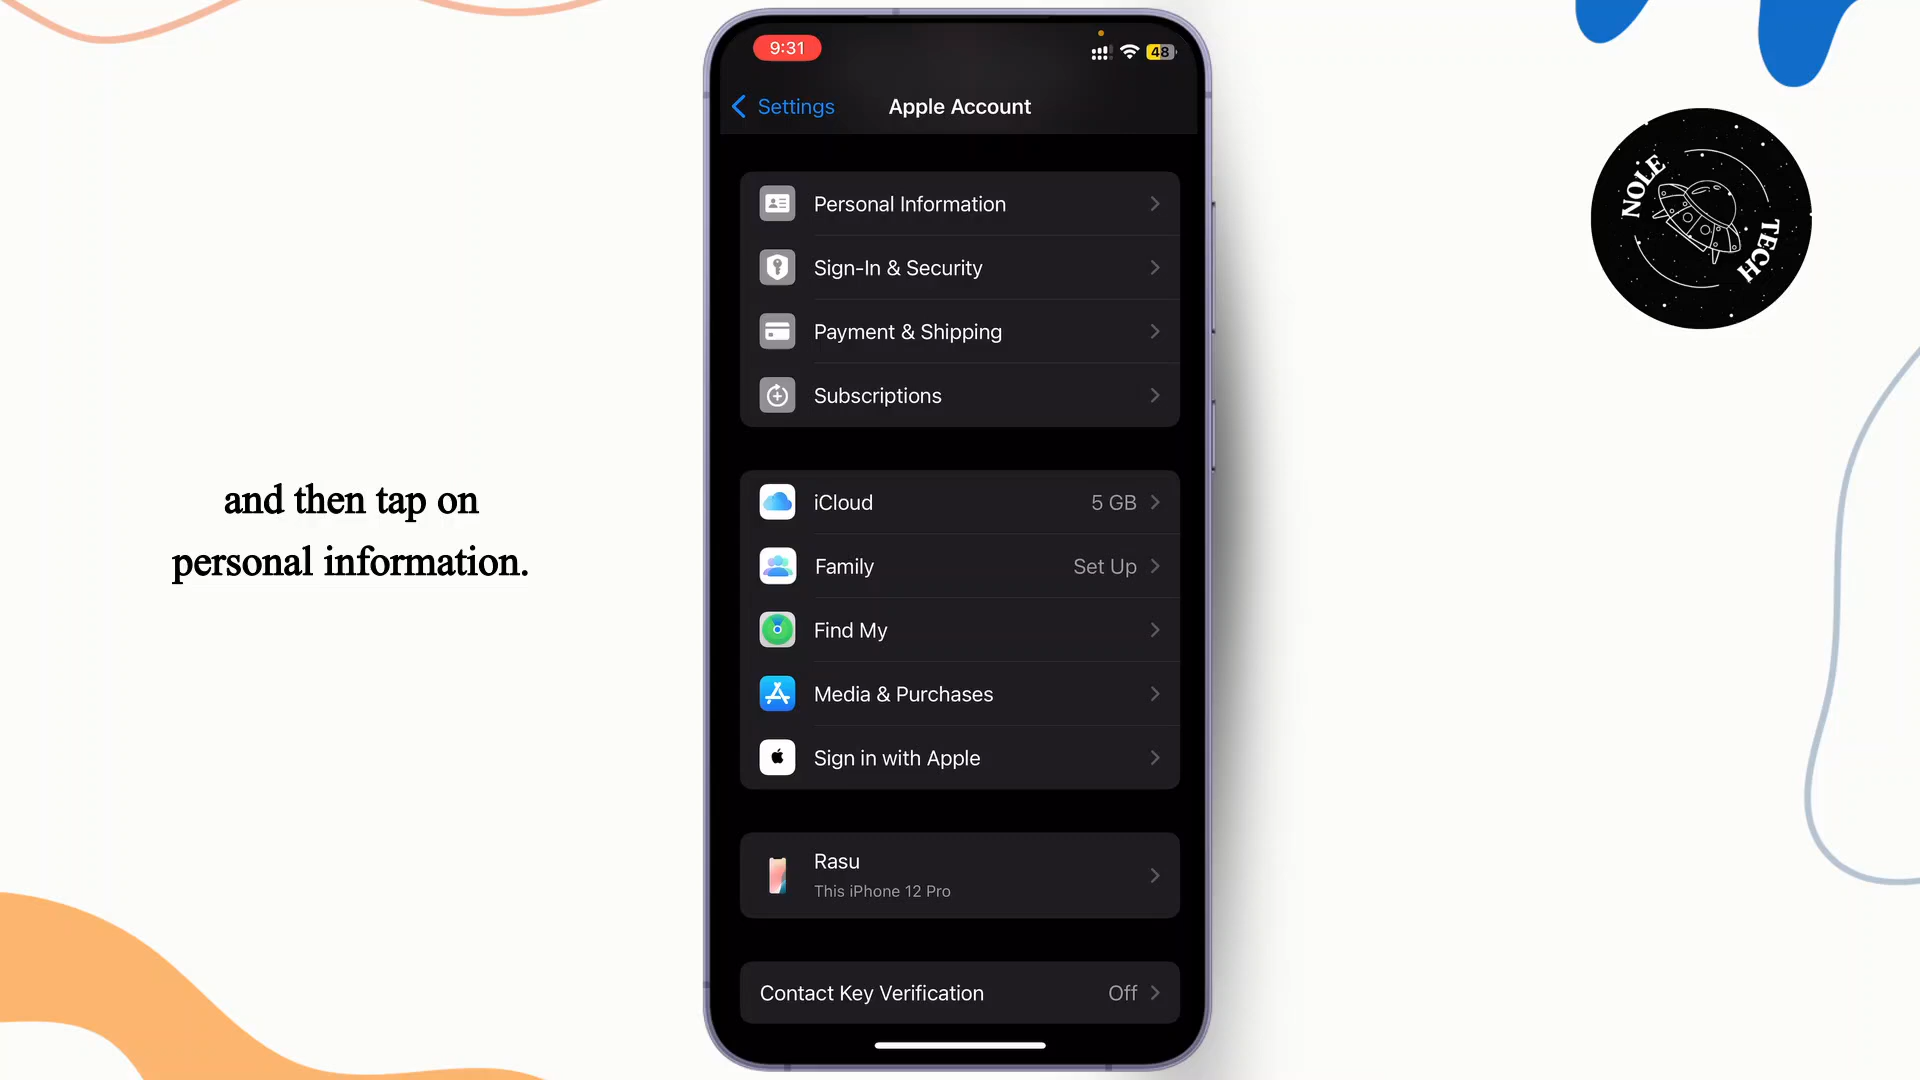 9:31
48
Settings
Apple Account
NOLE
TECH
Personal Information
Sign-In & Security
Payment & Shipping
Subscriptions
and then tap on
personal information.
iCloud 5 GB
Family Set Up
Find My
Media & Purchases
Sign in with Apple
Rasu
This iPhone 12 Pro
Contact Key Verification Off